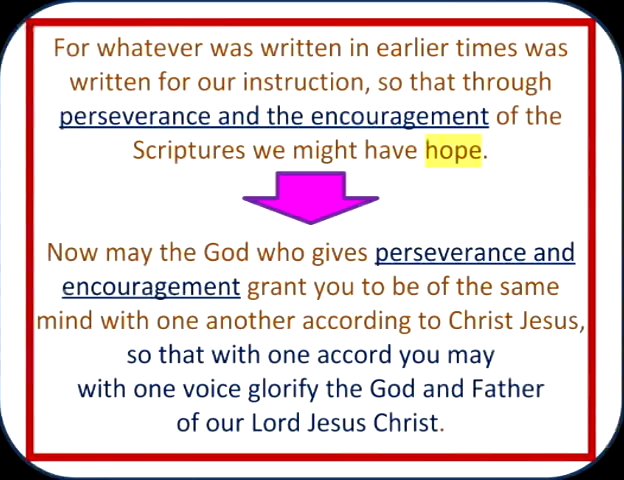 For whatever was written in earlier times was
written for our instruction, so that through
perseverance and the encouragement of the
Scriptures we might have hope.
Now may the God who gives perseverance and
encouragement grant you to be of the same
mind with one another according to Christ Jesus,
so that with one accord you may
with one voice glorify the God and Father
of our Lord Jesus Christ.